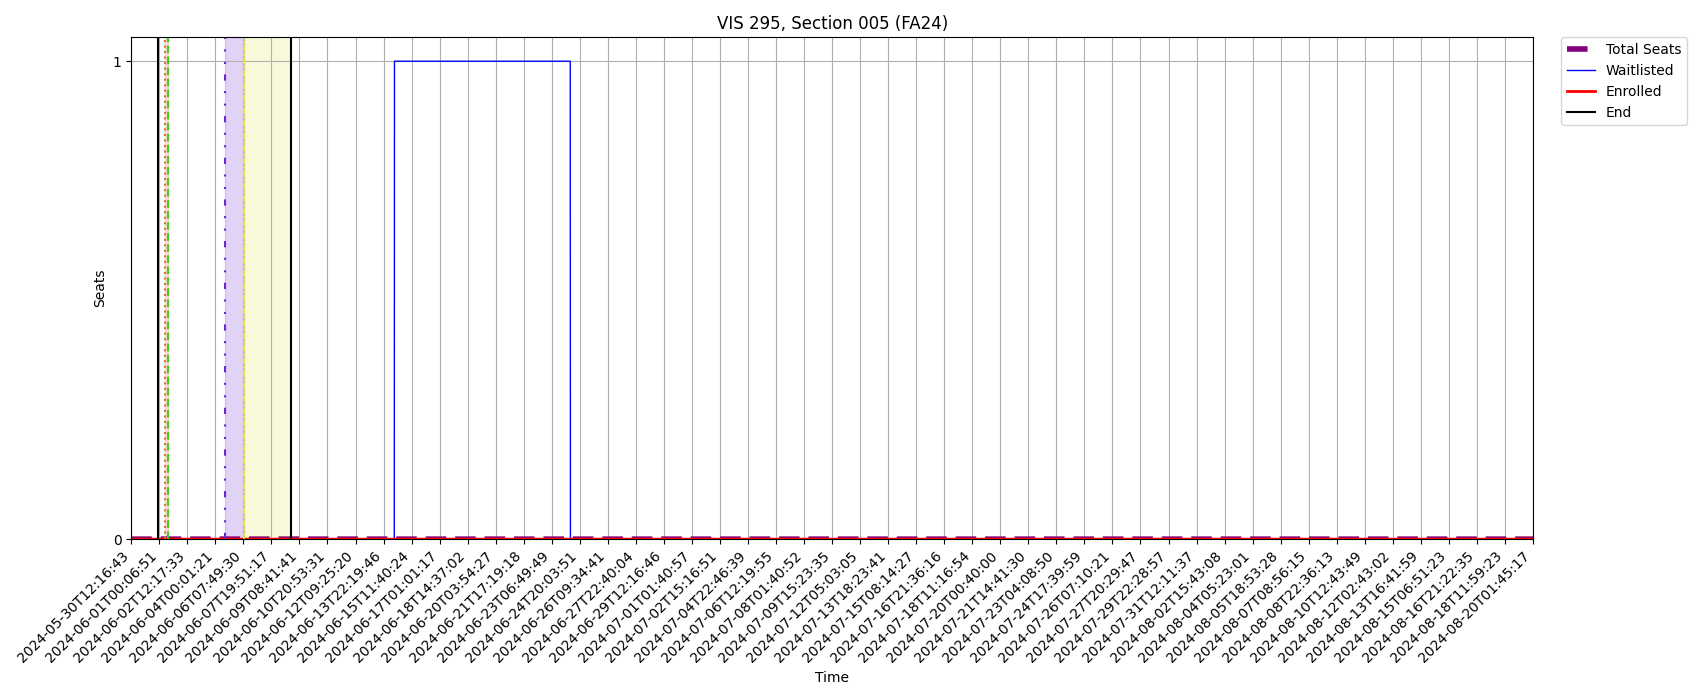 VIS 295, Section 005 (FA24)
Total Seats
Waitlisted
Enrolled
End
Seats
1
0
2024-05-30T12:16:43
2024-06-01T00:06:51
2024-06-02T12:17:33
2024-06-04T00:01:21
2024-06-06T07:49:30
2024-06-07T19:51:17
2024-06-09T08:41:41
2024-06-10T20:53:31
2024-06-12T09:25:20
2024-06-13T22:19:46
2024-06-15T11:40:24
2024-06-17T01:01:17
2024-06-18T14:37:02
2024-06-20T03:54:27
2024-06-21T17:19:18
2024-06-23T06:49:49
2024-06-24T20:03:51
2024-06-26T09:34:41
2024-06-27T22:40:04
2024-06-29T12:16:46
2024-07-01T01:40:57
2024-07-02T15:16:51
2024-07-04T22:46:39
2024-07-06T12:19:55
2024-07-08T01:40:52
2024-07-09T15:23:35
2024-07-12T05:03:05
2024-07-13T18:23:41
2024-07-15T08:14:27
2024-07-16T21:36:16
2024-07-18T11:16:54
2024-07-20T00:40:00
2024-07-21T14:41:30
2024-07-23T04:08:50
2024-07-24T17:39:59
2024-07-26T07:10:21
2024-07-27T20:29:47
2024-07-29T22:28:57
2024-07-31T12:11:37
2024-08-02T15:43:08
2024-08-04T05:23:01
2024-08-05T18:53:28
2024-08-07T08:56:15
2024-08-08T22:36:13
2024-08-10T12:43:49
2024-08-12T02:43:02
2024-08-13T16:41:59
2024-08-15T06:51:23
2024-08-16T21:22:35
2024-08-18T11:59:23
2024-08-20T01:45:17
Time